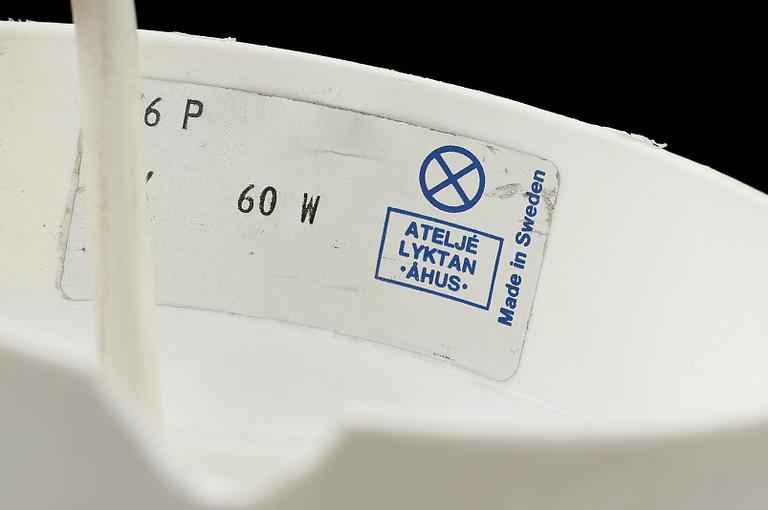 6 P
60 W
ATELJÉ
LYKTAN
·ÅHUS·
Made in Sweden